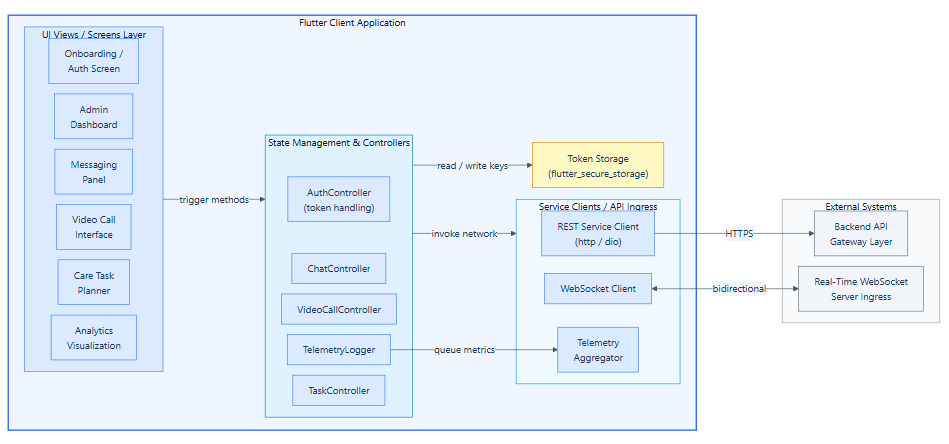 Flutter Client Application
UI Views / Screens Layer
Onboarding /
Auth Screen
Admin
Dashboard
Messaging
Panel
Video Call
Interface
Care Task
Planner
Analytics
Visualization
trigger methods
State Management & Controllers
AuthController
(token handling)
ChatController
VideoCallController
TelemetryLogger
TaskController
read / write keys
invoke network
queue metrics
Token Storage
(flutter_secure_storage)
Service Clients / API Ingress
REST Service Client
(http / dio)
WebSocket Client
Telemetry
Aggregator
HTTPS
bidirectional
External Systems
Backend API
Gateway Layer
Real-Time WebSocket
Server Ingress